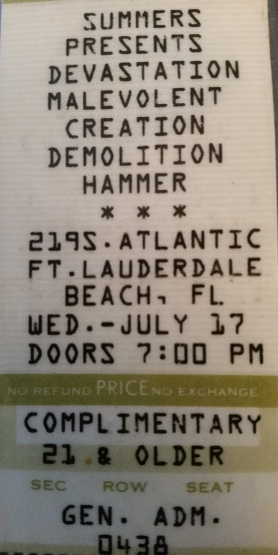 SUMMERS
PRESENTS
DEVASTATION
MALEVOLENT
CREATION
DEMOLITION
HAMMER
* * *
219S.ATLANTIC
FT.LAUDERDALE
BEACH, FL
WED.-JULY 17
DOORS 7:00 PM
NO REFUND PRICE NO EXCHANGE
COMPLIMENTARY
21 & OLDER
SEC ROW SEAT
GEN. ADM.
0438